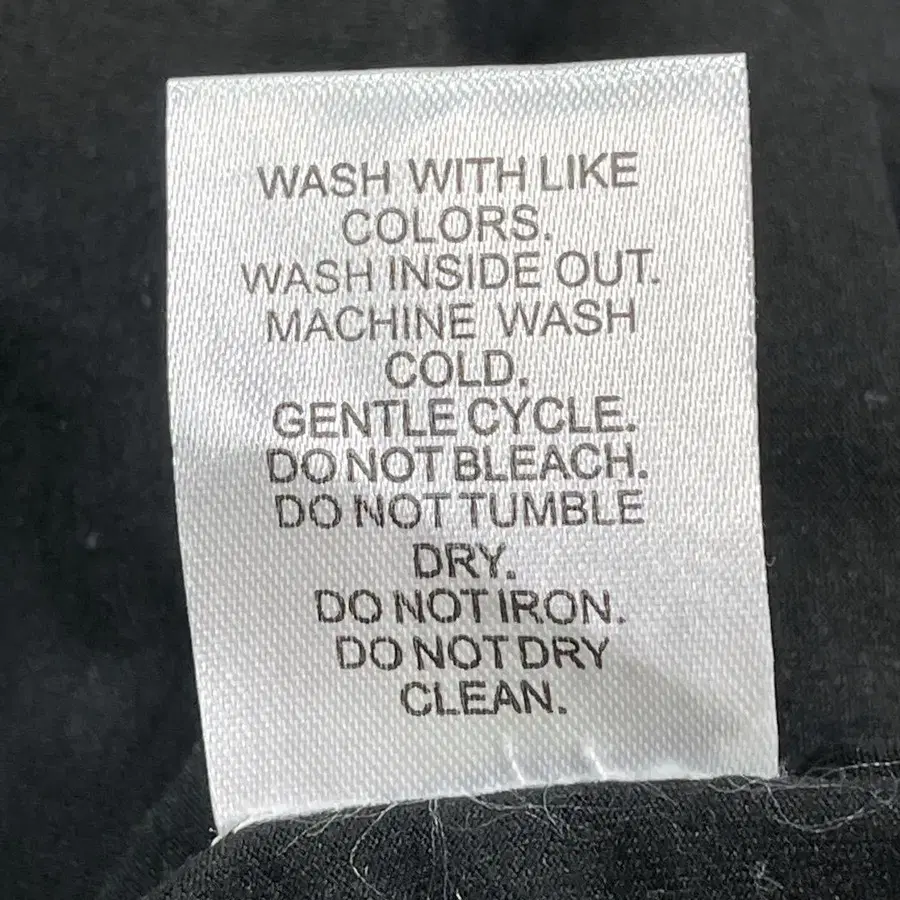 WASH WITH LIKE
COLORS.
WASH INSIDE OUT.
MACHINE WASH
COLD.
GENTLE CYCLE.
DO NOT BLEACH.
DO NOT TUMBLE
DRY.
DO NOT IRON.
DO NOT DRY
CLEAN.